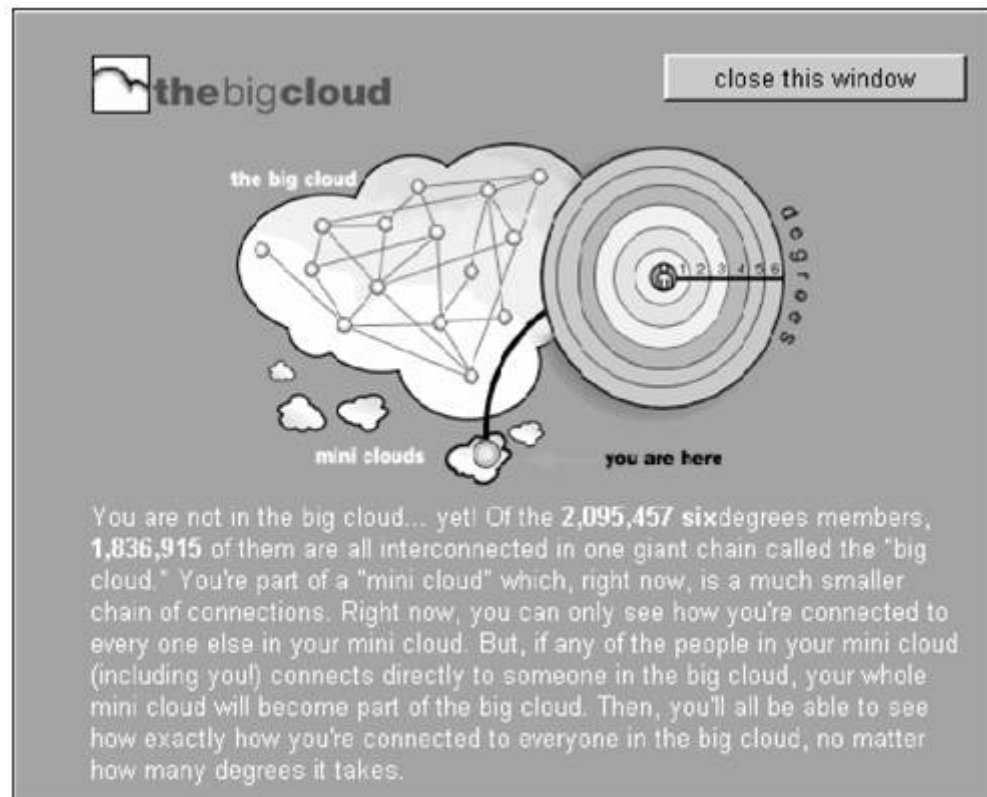 thebigcloud
close this window
the big cloud
degrees
1 2 3 4 5 6
mini clouds
you are here
You are not in the big cloud... yet! Of the 2,095,457 sixdegrees members,
1,836,915 of them are all interconnected in one giant chain called the "big
cloud." You're part of a "mini cloud" which, right now, is a much smaller
chain of connections. Right now, you can only see how you're connected to
every one else in your mini cloud. But, if any of the people in your mini cloud
(including you!) connects directly to someone in the big cloud, your whole
mini cloud will become part of the big cloud. Then, you'll all be able to see
how exactly how you're connected to everyone in the big cloud, no matter
how many degrees it takes.